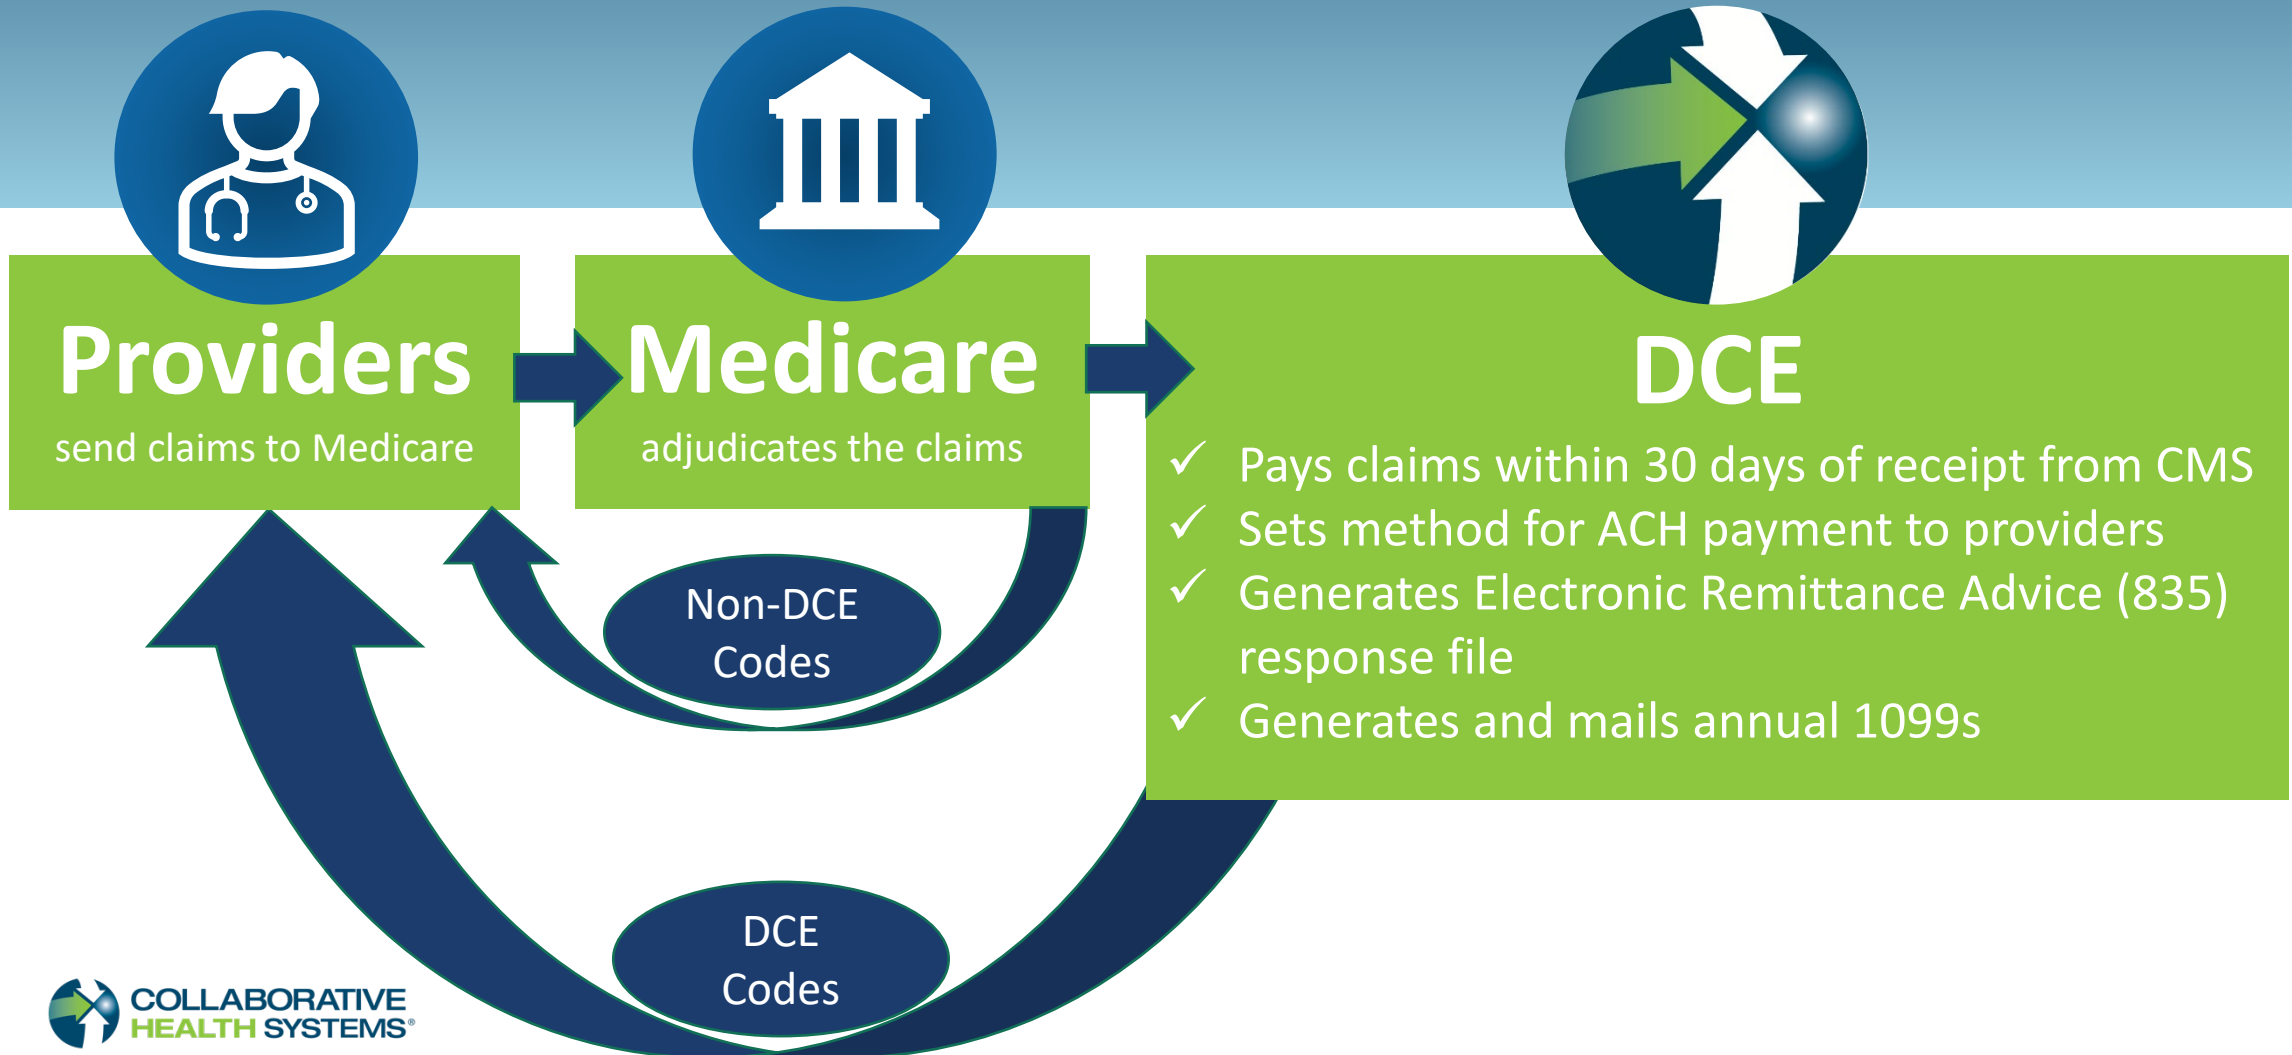 Providers
send claims to Medicare
Medicare
adjudicates the claims
DCE
✓ Pays claims within 30 days of receipt from CMS
✓ Sets method for ACH payment to providers
✓ Generates Electronic Remittance Advice (835)
response file
✓ Generates and mails annual 1099s
Non-DCE
Codes
DCE
Codes
COLLABORATIVE
HEALTH SYSTEMS®